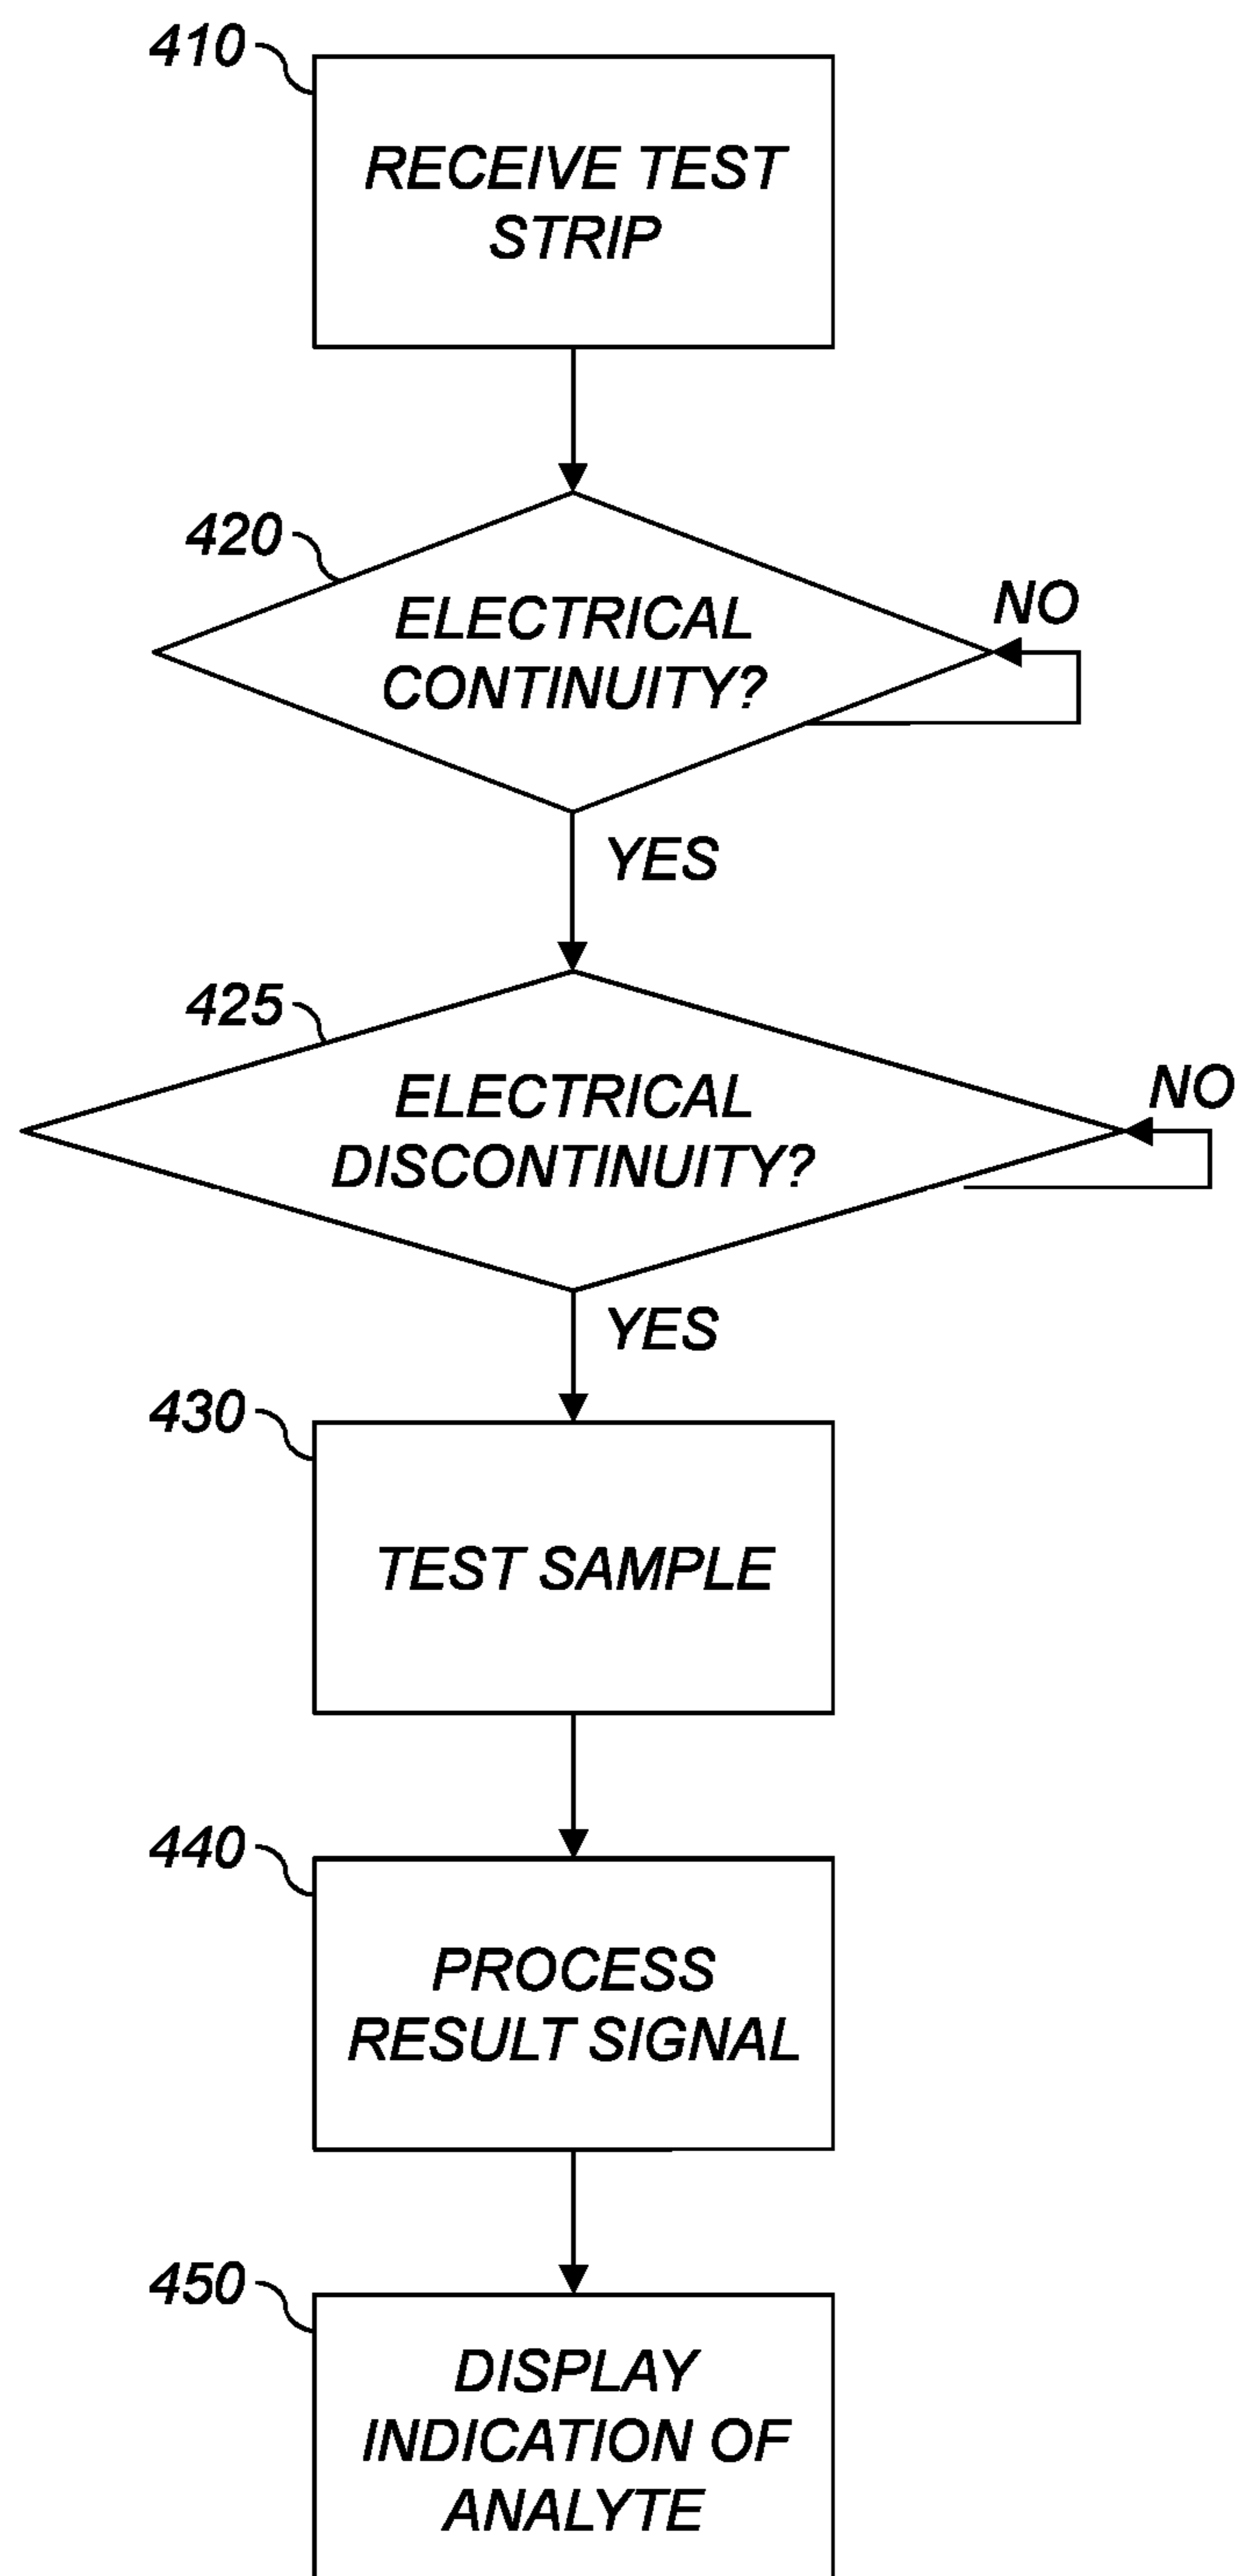 410
RECEIVE TEST
STRIP
420
ELECTRICAL
CONTINUITY?
NO
YES
425
ELECTRICAL
DISCONTINUITY?
NO
YES
430
TEST SAMPLE
440
PROCESS
RESULT SIGNAL
450
DISPLAY
INDICATION OF
ANALYTE